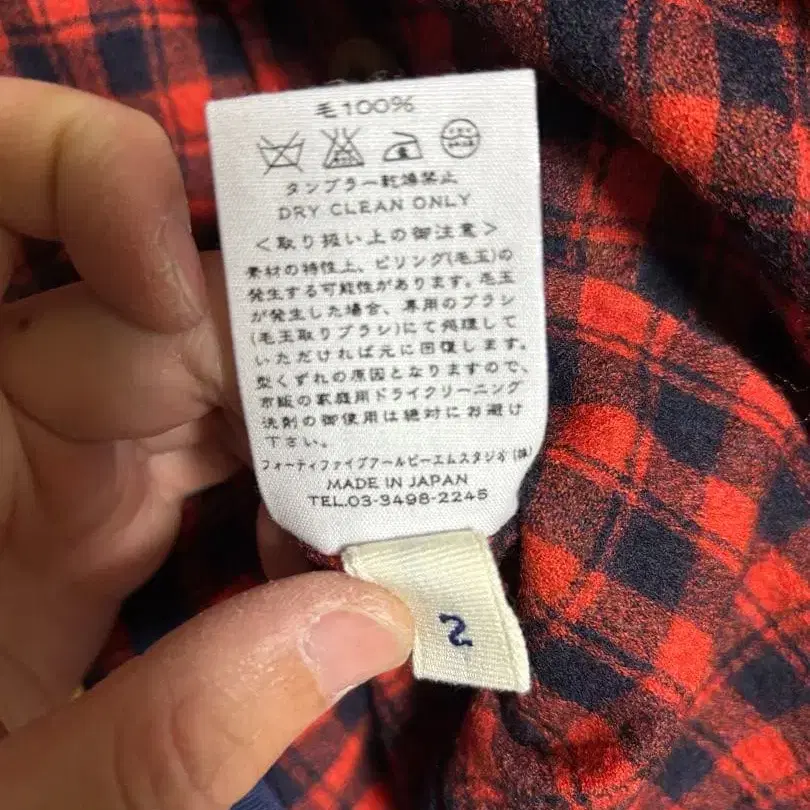 毛100%
タンブラー乾燥禁止
DRY CLEAN ONLY
<取り扱い上の御注意>
素材の特性上、ピリング(毛玉)の
発生する可能性があります。毛玉
が発生した場合、専用のブラシ
(毛玉取りブラシ)にて処理して
いただければ元に回復します。
型くずれの原因となりますので、
市販の家庭用ドライクリーニング
洗剤の御使用は絶対にお避け
下さい。
フォーティファイブアールピーエムスタジオ(株)
MADE IN JAPAN
TEL.03-3498-2245
2